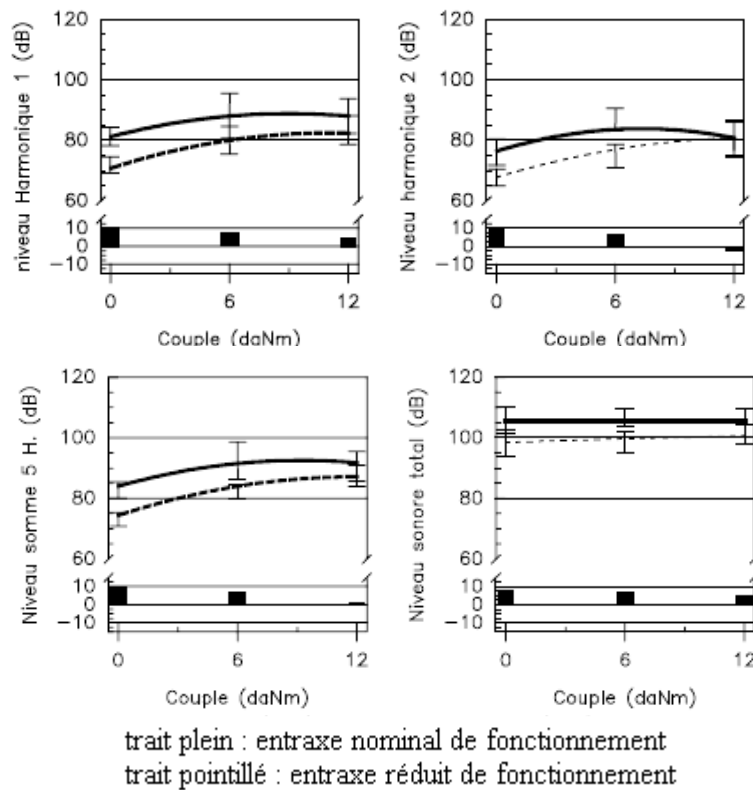 niveau Harmonique 1 (dB)
120
100
80
60
10
0
-10
0 6 12
Couple (daNm)
Niveau harmonique 2 (dB)
120
100
80
60
10
0
-10
0 6 12
Couple (daNm)
Niveau somme 5 H. (dB)
120
100
80
60
10
0
-10
0 6 12
Couple (daNm)
Niveau sonore total (dB)
120
100
80
60
10
0
-10
0 6 12
Couple (daNm)
trait plein : entraxe nominal de fonctionnement
trait pointillé : entraxe réduit de fonctionnement